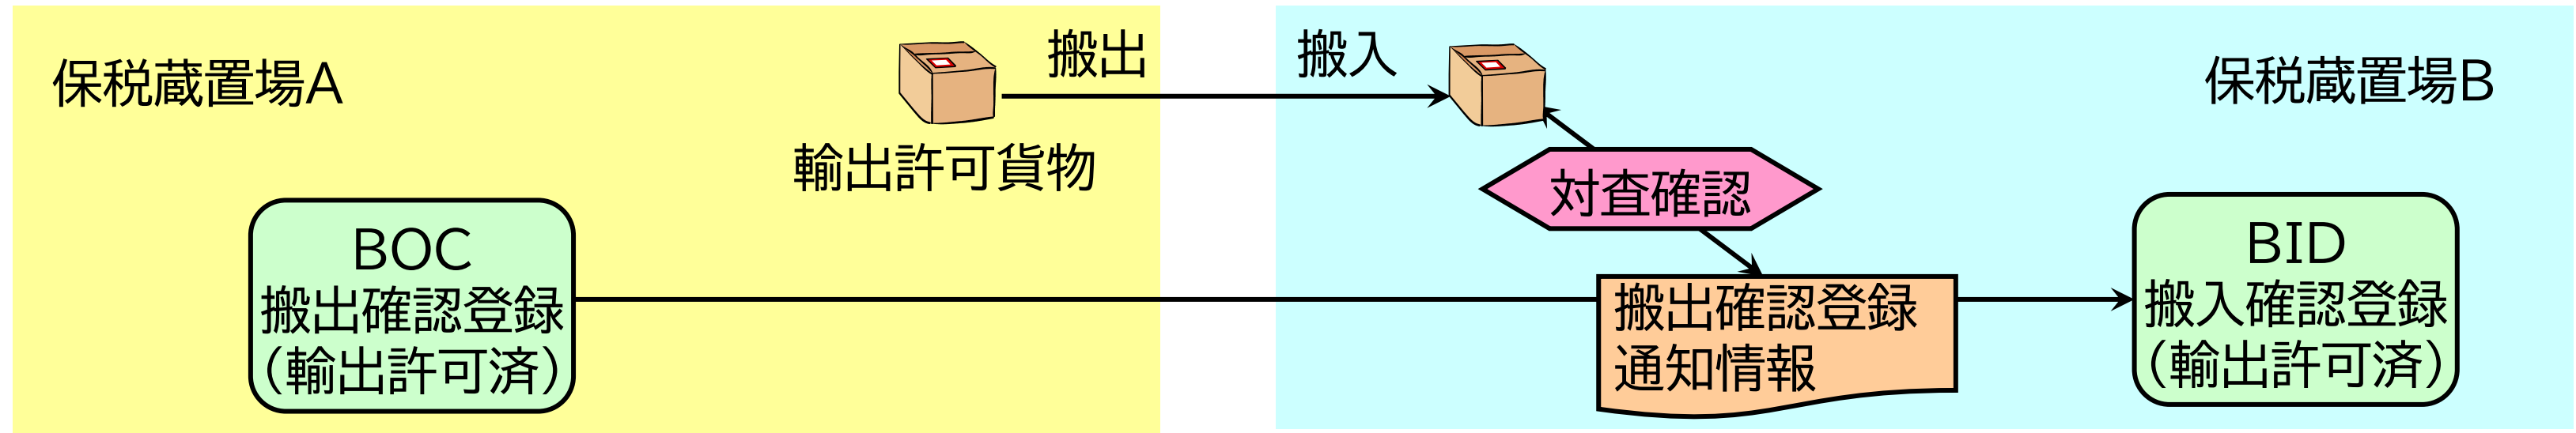 保税蔵置場A
搬出
輸出許可貨物
BOC
搬出確認登録
（輸出許可済）
搬入
保税蔵置場B
対査確認
搬出確認登録
通知情報
BID
搬入確認登録
（輸出許可済）